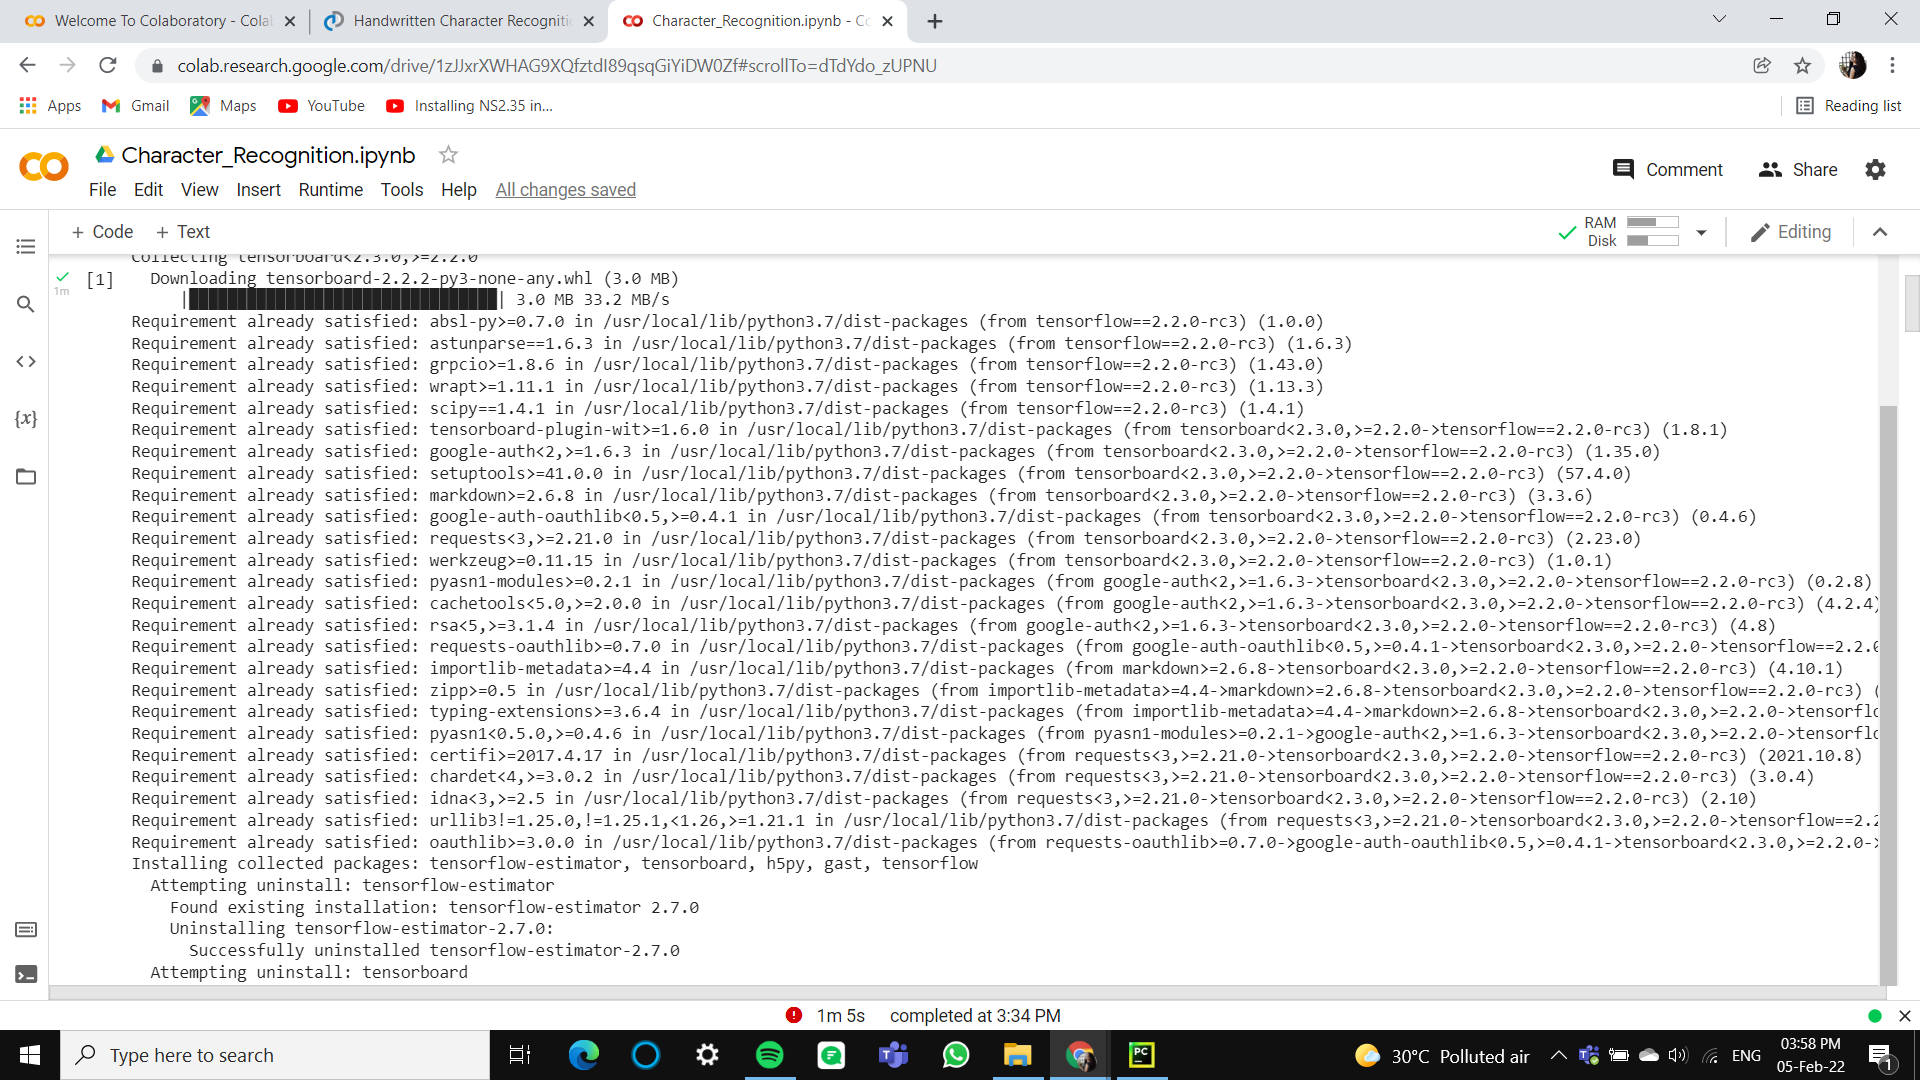 Welcome To Colaboratory - Cola
Handwritten Character Recogniti
Character_Recognition.ipynb - Co
colab.research.google.com/drive/1zJJxrXWHAG9XQfztdI89qsqGiYiDW0Zf#scrollTo=dTdYdo_zUPNU
Apps Gmail Maps YouTube Installing NS2.35 in... Reading list
Character_Recognition.ipynb
Comment Share
File Edit View Insert Runtime Tools Help All changes saved
+ Code + Text RAM Disk Editing
Collecting tensorboard<2.3.0,>=2.2.0
[1] Downloading tensorboard-2.2.2-py3-none-any.whl (3.0 MB)
1m
|████████████████████████████████| 3.0 MB 33.2 MB/s
Requirement already satisfied: absl-py>=0.7.0 in /usr/local/lib/python3.7/dist-packages (from tensorflow==2.2.0-rc3) (1.0.0)
Requirement already satisfied: astunparse==1.6.3 in /usr/local/lib/python3.7/dist-packages (from tensorflow==2.2.0-rc3) (1.6.3)
Requirement already satisfied: grpcio>=1.8.6 in /usr/local/lib/python3.7/dist-packages (from tensorflow==2.2.0-rc3) (1.43.0)
Requirement already satisfied: wrapt>=1.11.1 in /usr/local/lib/python3.7/dist-packages (from tensorflow==2.2.0-rc3) (1.13.3)
Requirement already satisfied: scipy==1.4.1 in /usr/local/lib/python3.7/dist-packages (from tensorflow==2.2.0-rc3) (1.4.1)
Requirement already satisfied: tensorboard-plugin-wit>=1.6.0 in /usr/local/lib/python3.7/dist-packages (from tensorboard<2.3.0,>=2.2.0->tensorflow==2.2.0-rc3) (1.8.1)
Requirement already satisfied: google-auth<2,>=1.6.3 in /usr/local/lib/python3.7/dist-packages (from tensorboard<2.3.0,>=2.2.0->tensorflow==2.2.0-rc3) (1.35.0)
Requirement already satisfied: setuptools>=41.0.0 in /usr/local/lib/python3.7/dist-packages (from tensorboard<2.3.0,>=2.2.0->tensorflow==2.2.0-rc3) (57.4.0)
Requirement already satisfied: markdown>=2.6.8 in /usr/local/lib/python3.7/dist-packages (from tensorboard<2.3.0,>=2.2.0->tensorflow==2.2.0-rc3) (3.3.6)
Requirement already satisfied: google-auth-oauthlib<0.5,>=0.4.1 in /usr/local/lib/python3.7/dist-packages (from tensorboard<2.3.0,>=2.2.0->tensorflow==2.2.0-rc3) (0.4.6)
Requirement already satisfied: requests<3,>=2.21.0 in /usr/local/lib/python3.7/dist-packages (from tensorboard<2.3.0,>=2.2.0->tensorflow==2.2.0-rc3) (2.23.0)
Requirement already satisfied: werkzeug>=0.11.15 in /usr/local/lib/python3.7/dist-packages (from tensorboard<2.3.0,>=2.2.0->tensorflow==2.2.0-rc3) (1.0.1)
Requirement already satisfied: pyasn1-modules>=0.2.1 in /usr/local/lib/python3.7/dist-packages (from google-auth<2,>=1.6.3->tensorboard<2.3.0,>=2.2.0->tensorflow==2.2.0-rc3) (0.2.8)
Requirement already satisfied: cachetools<5.0,>=2.0.0 in /usr/local/lib/python3.7/dist-packages (from google-auth<2,>=1.6.3->tensorboard<2.3.0,>=2.2.0->tensorflow==2.2.0-rc3) (4.2.4)
Requirement already satisfied: rsa<5,>=3.1.4 in /usr/local/lib/python3.7/dist-packages (from google-auth<2,>=1.6.3->tensorboard<2.3.0,>=2.2.0->tensorflow==2.2.0-rc3) (4.8)
Requirement already satisfied: requests-oauthlib>=0.7.0 in /usr/local/lib/python3.7/dist-packages (from google-auth-oauthlib<0.5,>=0.4.1->tensorboard<2.3.0,>=2.2.0->tensorflow==2.2.0
Requirement already satisfied: importlib-metadata>=4.4 in /usr/local/lib/python3.7/dist-packages (from markdown>=2.6.8->tensorboard<2.3.0,>=2.2.0->tensorflow==2.2.0-rc3) (4.10.1)
Requirement already satisfied: zipp>=0.5 in /usr/local/lib/python3.7/dist-packages (from importlib-metadata>=4.4->markdown>=2.6.8->tensorboard<2.3.0,>=2.2.0->tensorflow==2.2.0-rc3) (
Requirement already satisfied: typing-extensions>=3.6.4 in /usr/local/lib/python3.7/dist-packages (from importlib-metadata>=4.4->markdown>=2.6.8->tensorboard<2.3.0,>=2.2.0->tensorflo
Requirement already satisfied: pyasn1<0.5.0,>=0.4.6 in /usr/local/lib/python3.7/dist-packages (from pyasn1-modules>=0.2.1->google-auth<2,>=1.6.3->tensorboard<2.3.0,>=2.2.0->tensorflo
Requirement already satisfied: certifi>=2017.4.17 in /usr/local/lib/python3.7/dist-packages (from requests<3,>=2.21.0->tensorboard<2.3.0,>=2.2.0->tensorflow==2.2.0-rc3) (2021.10.8)
Requirement already satisfied: chardet<4,>=3.0.2 in /usr/local/lib/python3.7/dist-packages (from requests<3,>=2.21.0->tensorboard<2.3.0,>=2.2.0->tensorflow==2.2.0-rc3) (3.0.4)
Requirement already satisfied: idna<3,>=2.5 in /usr/local/lib/python3.7/dist-packages (from requests<3,>=2.21.0->tensorboard<2.3.0,>=2.2.0->tensorflow==2.2.0-rc3) (2.10)
Requirement already satisfied: urllib3!=1.25.0,!=1.25.1,<1.26,>=1.21.1 in /usr/local/lib/python3.7/dist-packages (from requests<3,>=2.21.0->tensorboard<2.3.0,>=2.2.0->tensorflow==2.2
Requirement already satisfied: oauthlib>=3.0.0 in /usr/local/lib/python3.7/dist-packages (from requests-oauthlib>=0.7.0->google-auth-oauthlib<0.5,>=0.4.1->tensorboard<2.3.0,>=2.2.0->
Installing collected packages: tensorflow-estimator, tensorboard, h5py, gast, tensorflow
Attempting uninstall: tensorflow-estimator
Found existing installation: tensorflow-estimator 2.7.0
Uninstalling tensorflow-estimator-2.7.0:
Successfully uninstalled tensorflow-estimator-2.7.0
Attempting uninstall: tensorboard
1m 5s completed at 3:34 PM
Type here to search
30°C Polluted air ENG
03:58 PM
05-Feb-22
1